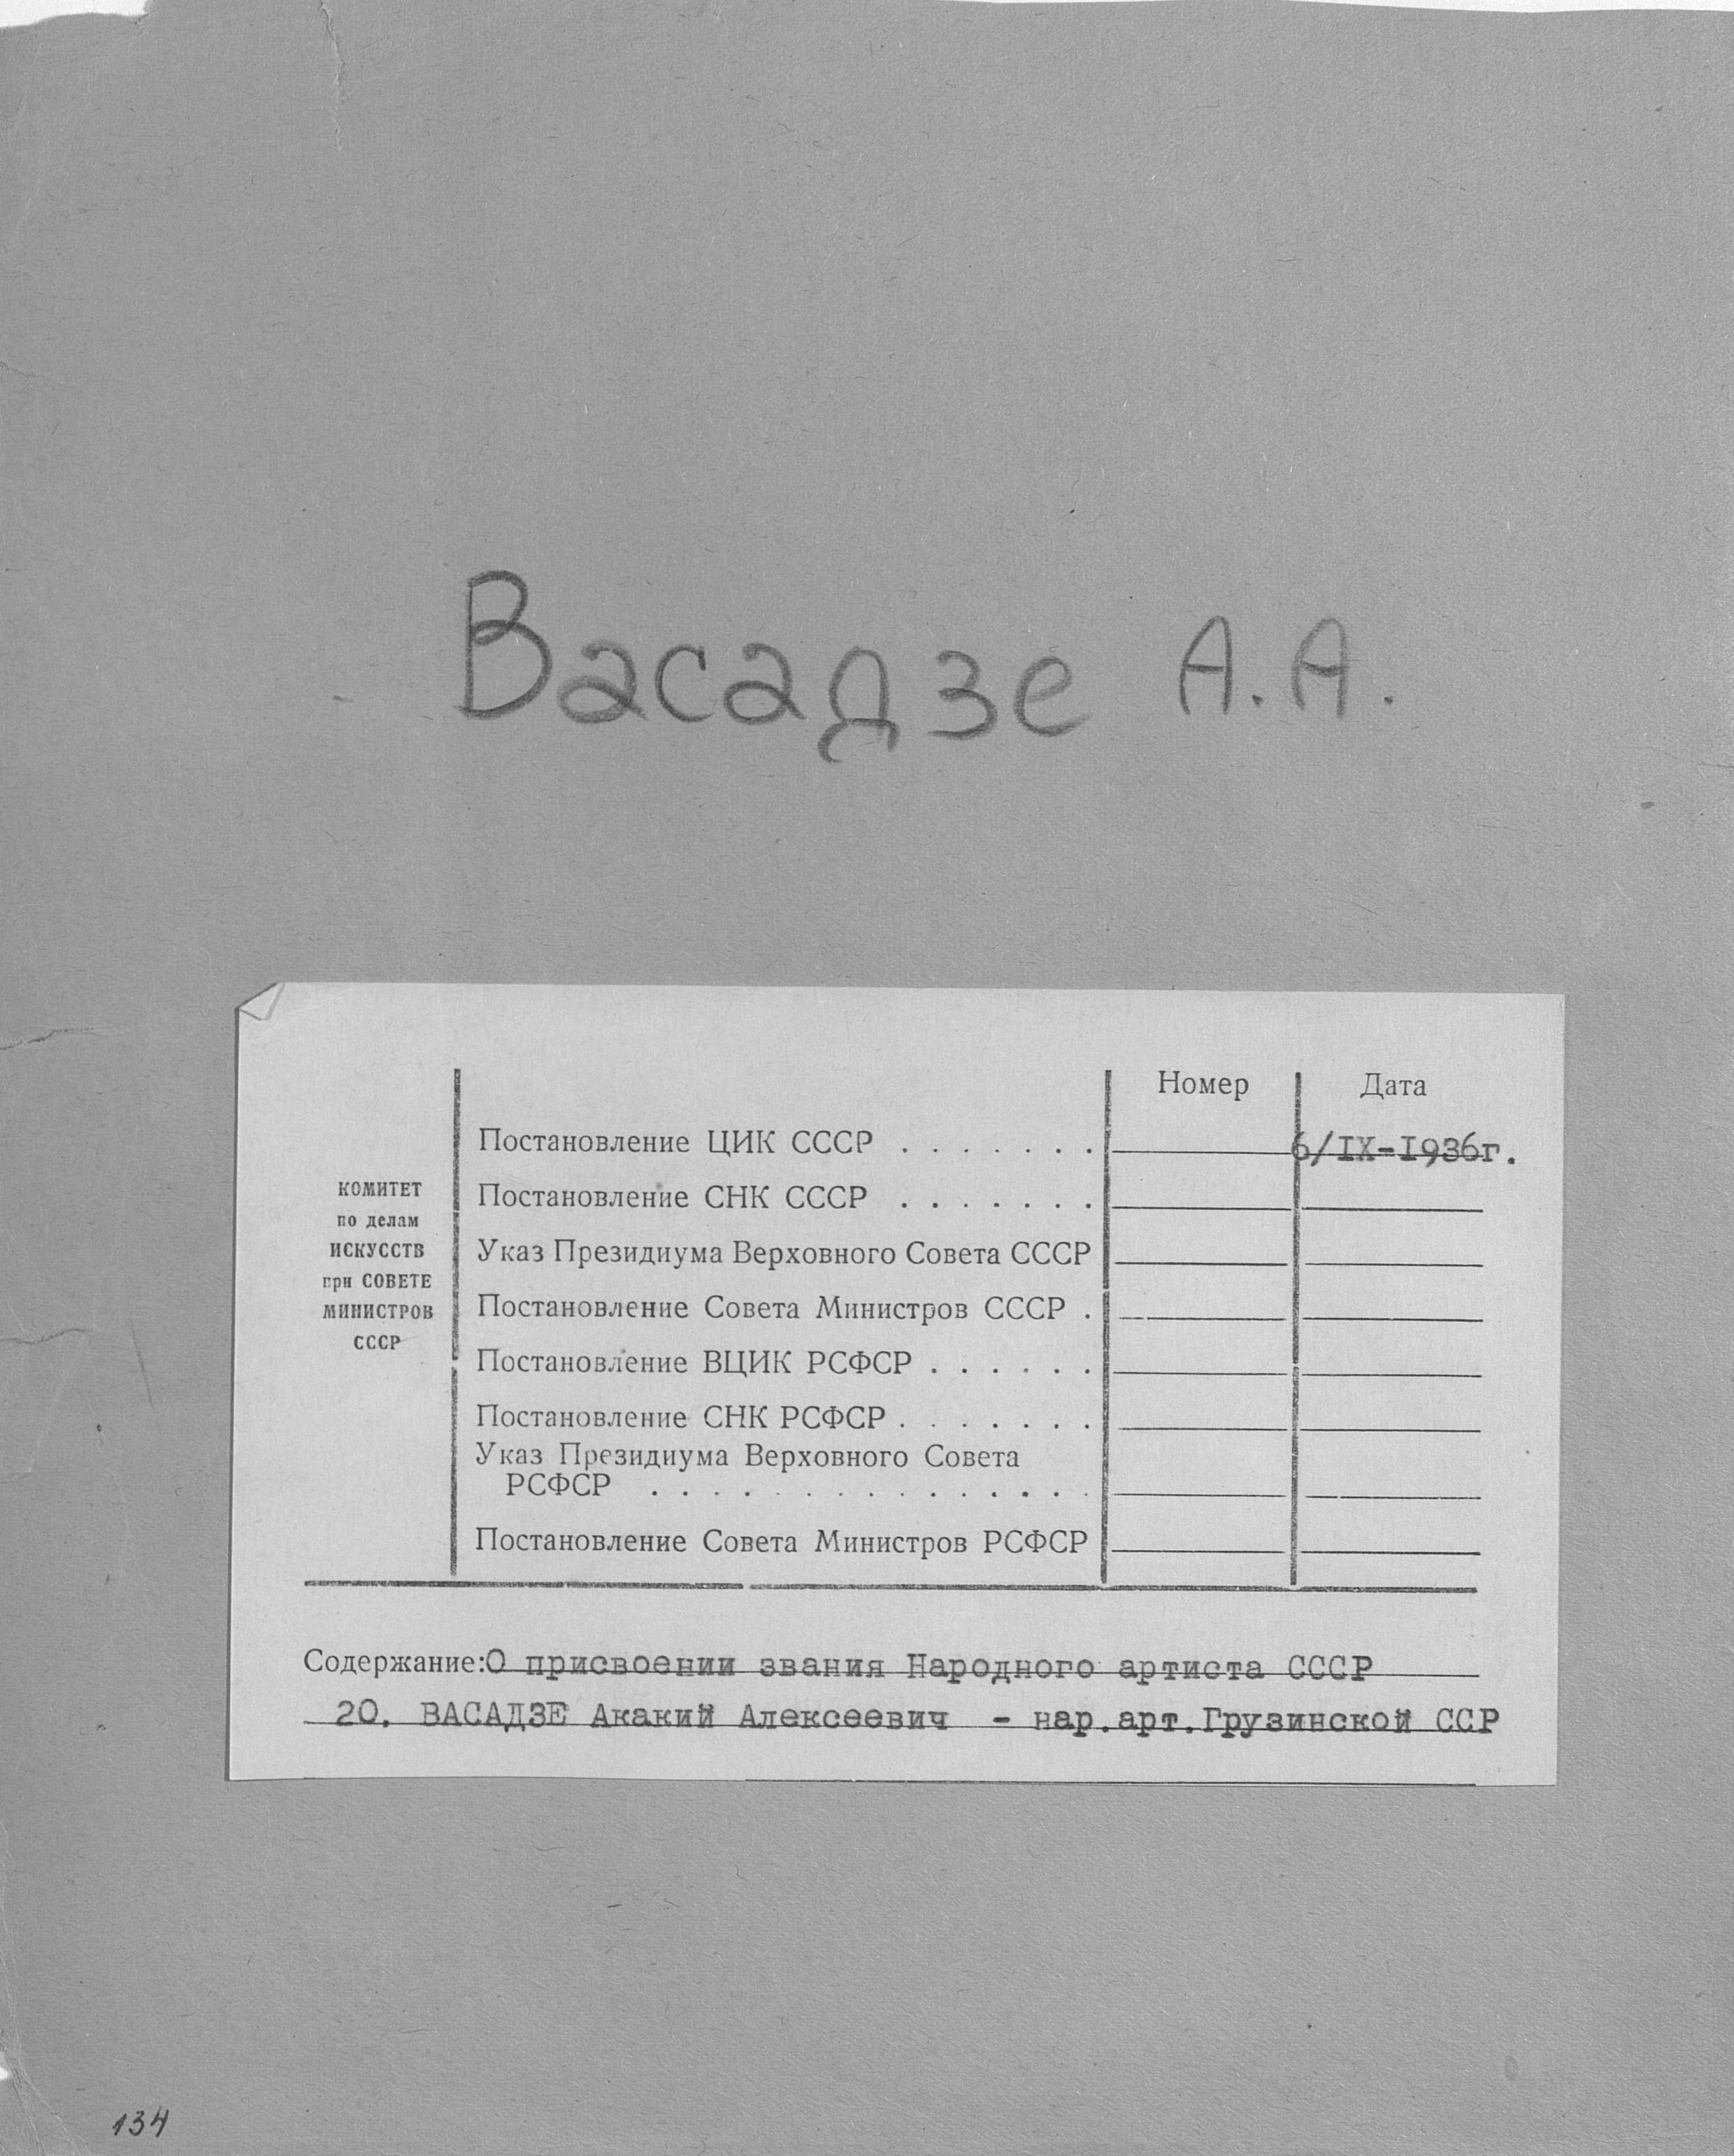 Васадзе А.А.
Номер Дата
Постановление ЦИК СССР . . . . . . . 6/IX-1936г.
Постановление СНК СССР . . . . . . .
Указ Президиума Верховного Совета СССР
Постановление Совета Министров СССР .
Постановление ВЦИК РСФСР . . . . . .
Постановление СНК РСФСР . . . . . . .
Указ Президиума Верховного Совета
РСФСР . . . . . . . . . . . . . . .
Постановление Совета Министров РСФСР
КОМИТЕТ
по делам
ИСКУССТВ
при СОВЕТЕ
МИНИСТРОВ
СССР
Содержание: О присвоении звания Народного артиста СССР
20. ВАСАДЗЕ Акакий Алексеевич - нар.арт.Грузинской ССР
134